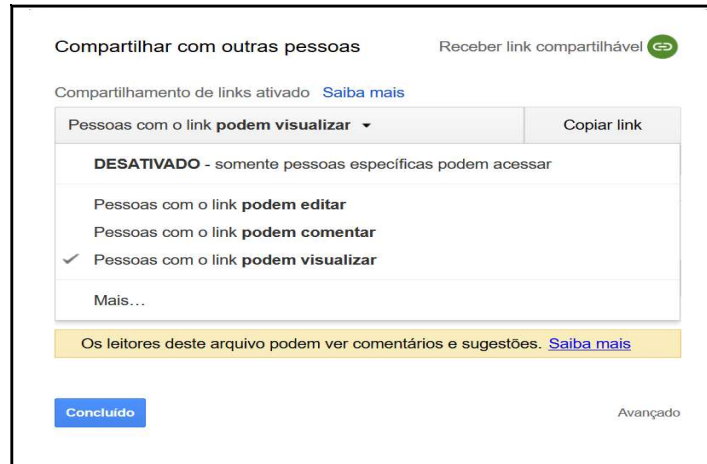 Compartilhar com outras pessoas
Receber link compartilhável
Compartilhamento de links ativado Saiba mais
Pessoas com o link podem visualizar
Copiar link
DESATIVADO - somente pessoas específicas podem acessar
Pessoas com o link podem editar
Pessoas com o link podem comentar
Pessoas com o link podem visualizar
Mais...
Os leitores deste arquivo podem ver comentários e sugestões. Saiba mais
Concluído
Avançado